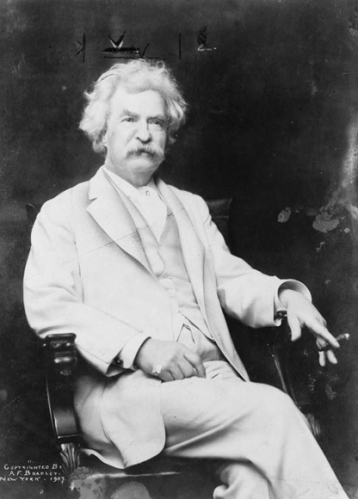 COPYRIGHTED BY
A.F. BRADLEY.
NEW YORK - 1907.